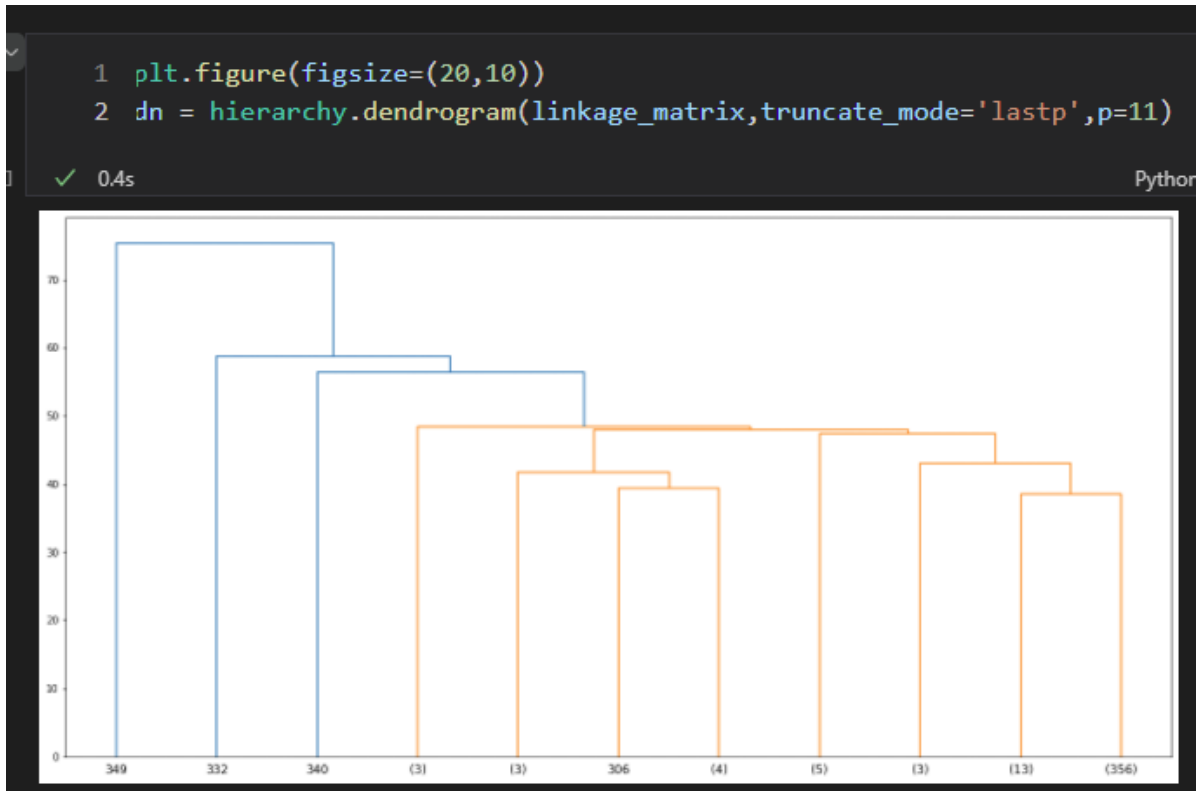 1 plt.figure(figsize=(20,10))
2 dn = hierarchy.dendrogram(linkage_matrix,truncate_mode='lastp',p=11)
0.4s Python
70
60
50
40
30
20
10
0
349 332 340 (3) (3) 306 (4) (5) (3) (13) (356)